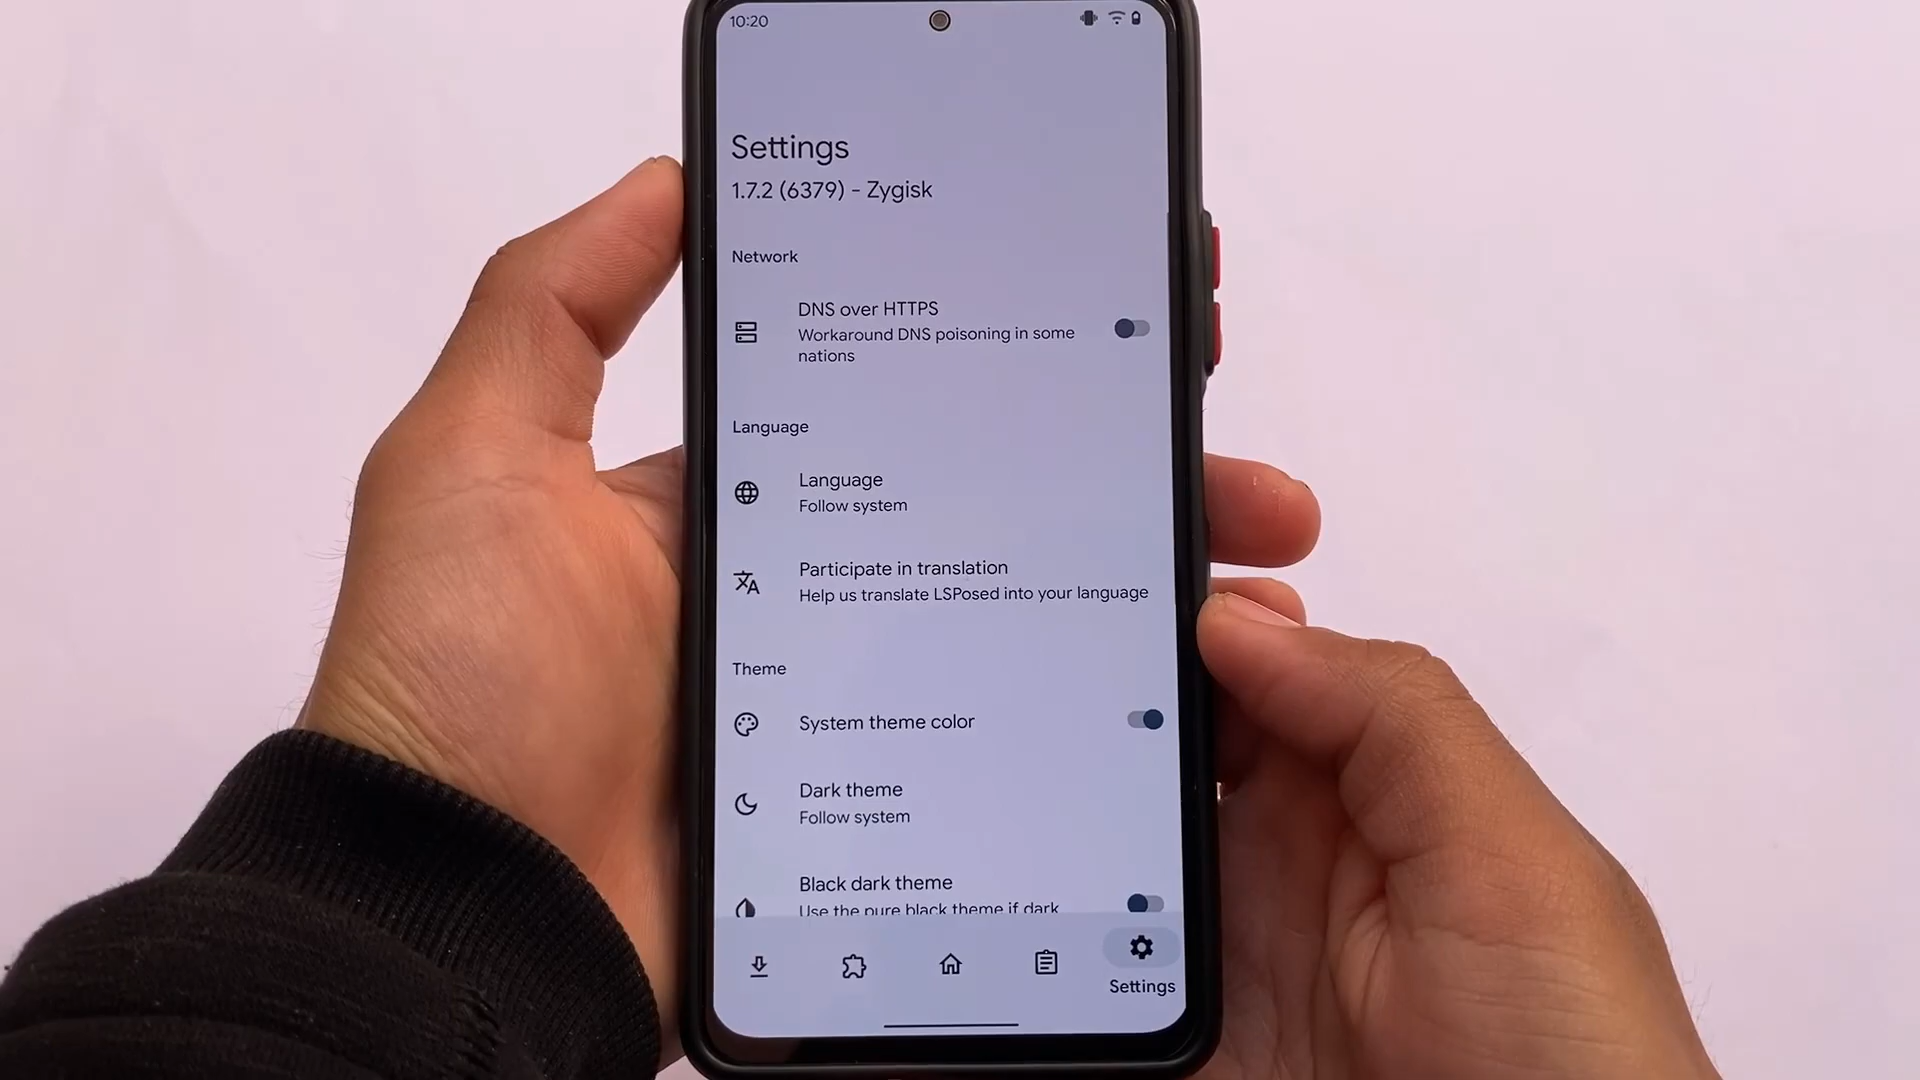 10:20
Settings
1.7.2 (6379) - Zygisk
Network
DNS over HTTPS
Workaround DNS poisoning in some
nations
Language
Language
Follow system
Participate in translation
Help us translate LSPosed into your language
Theme
System theme color
Dark theme
Follow system
Black dark theme
Use the pure black theme if dark
Settings